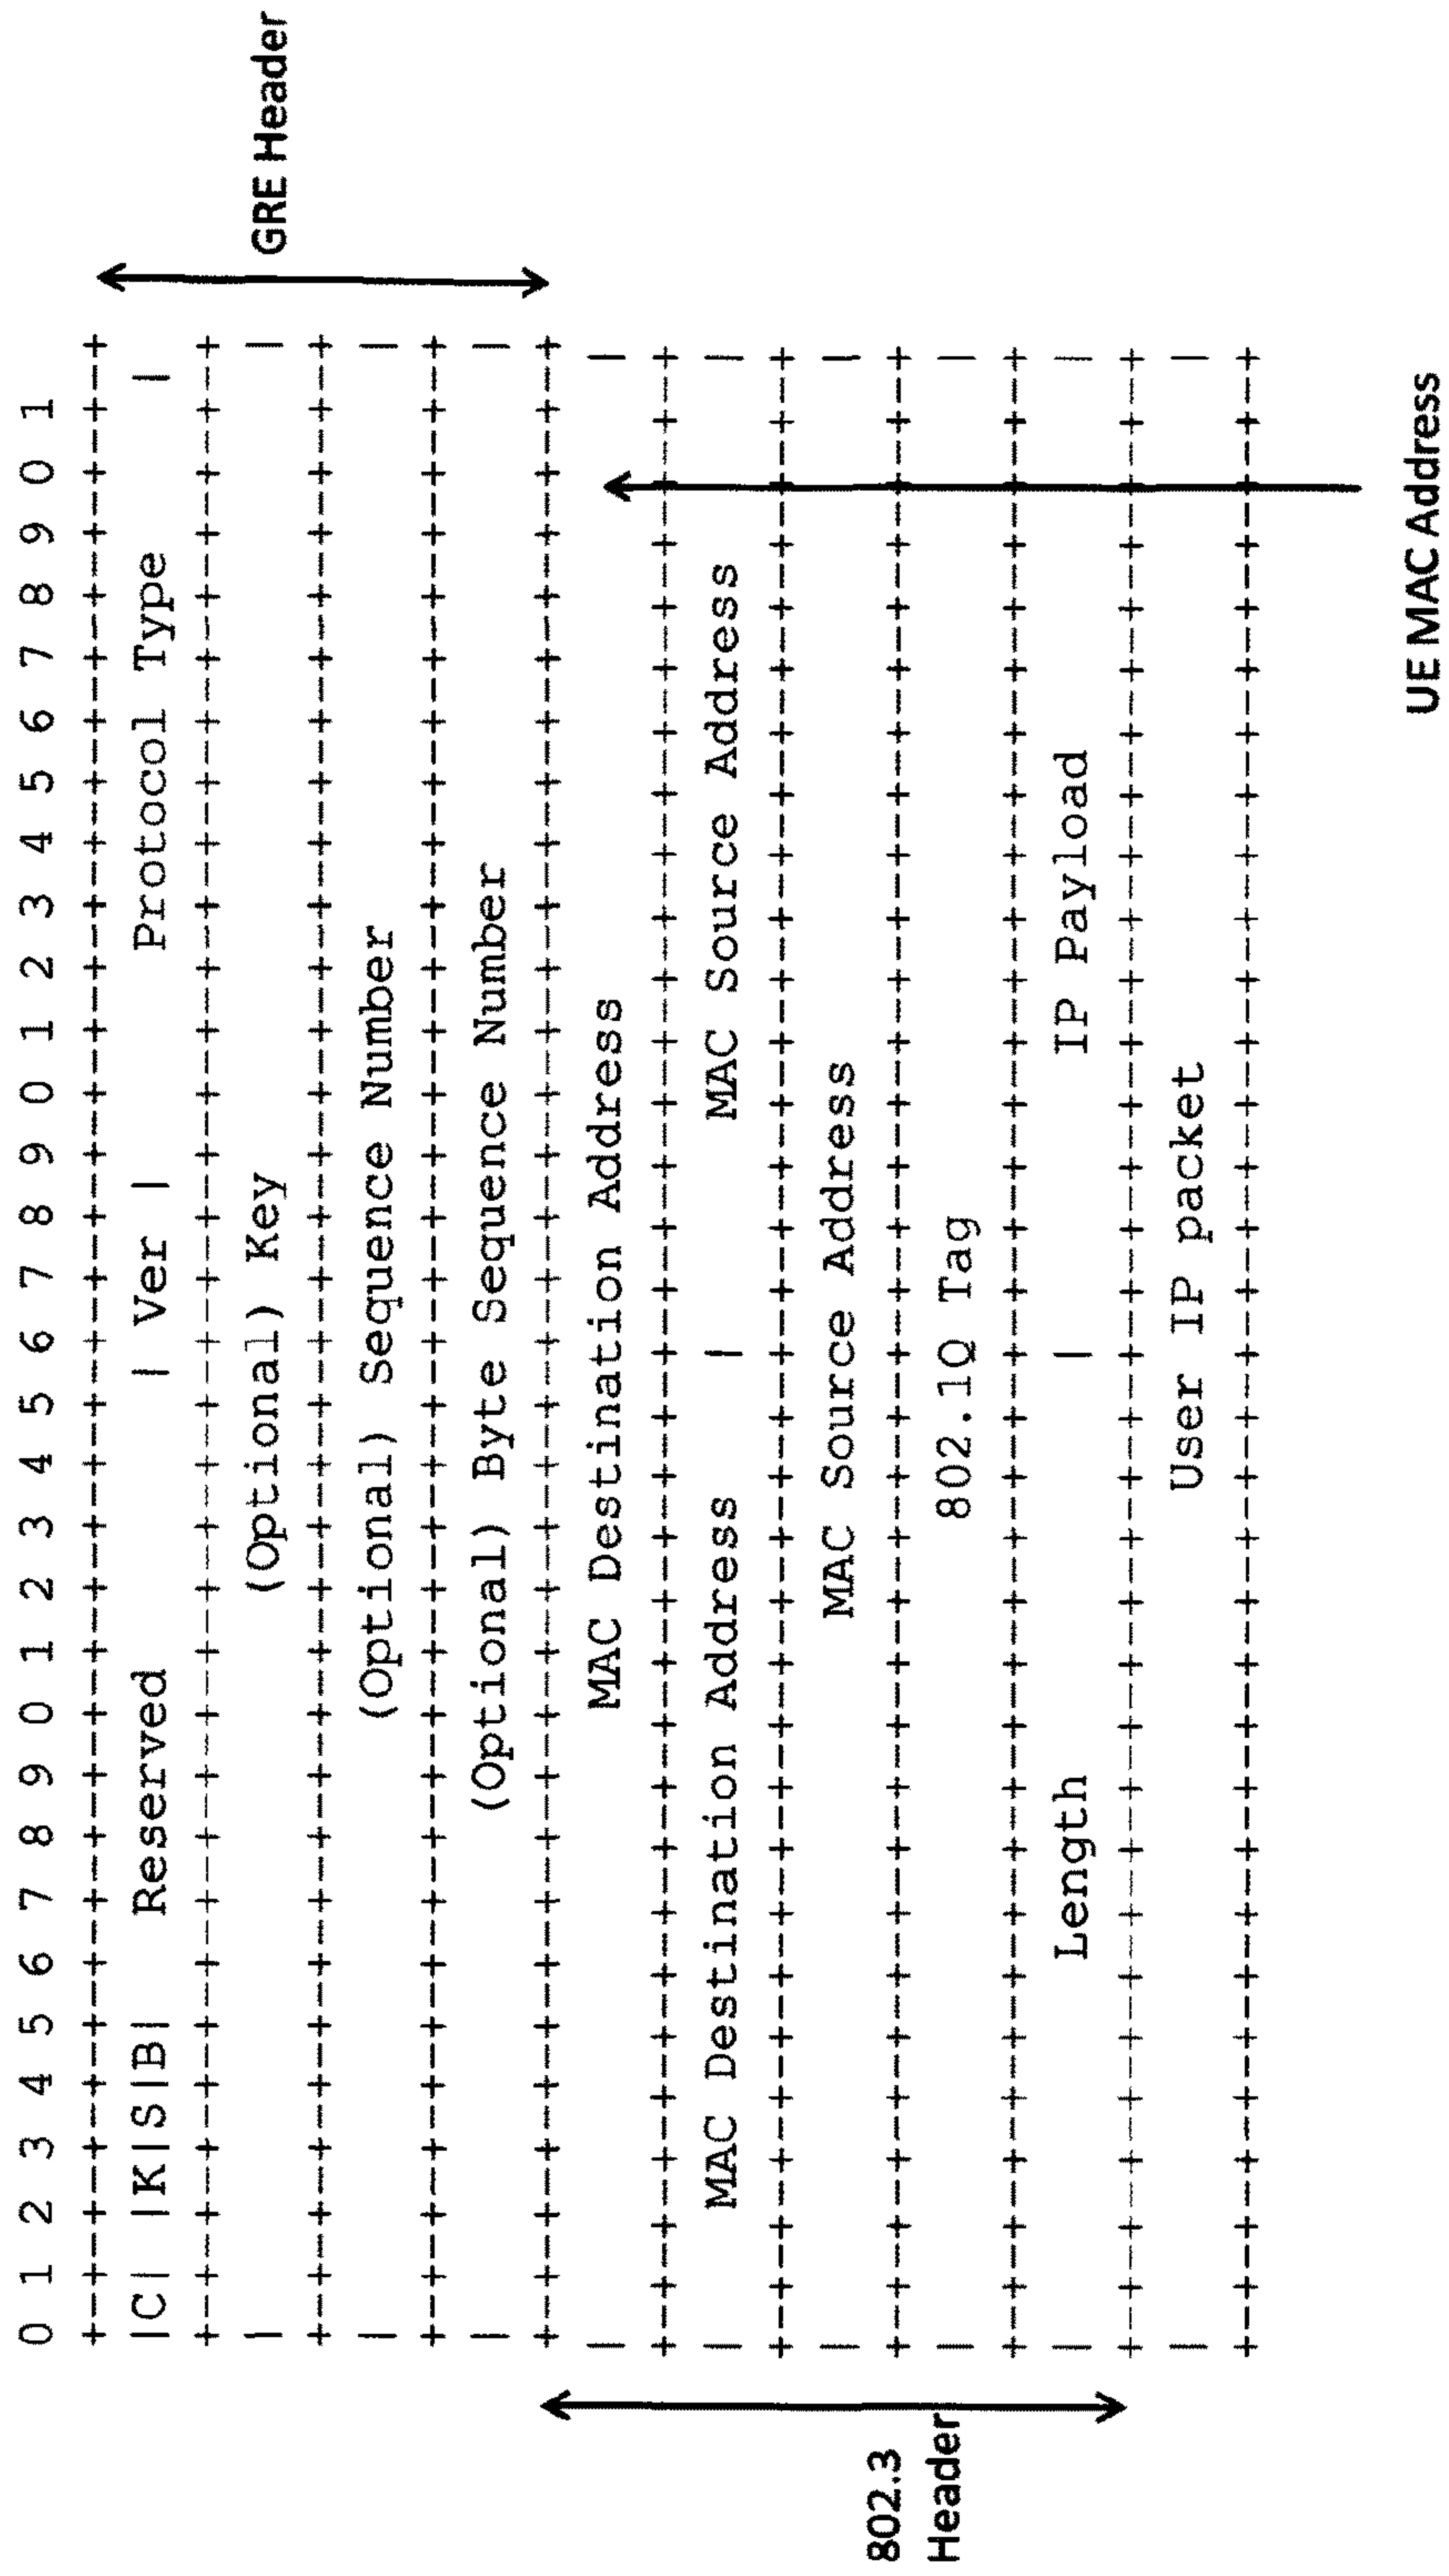 0 1 2 3 4 5 6 7 8 9 0 1 2 3 4 5 6 7 8 9 0 1 2 3 4 5 6 7 8 9 0 1
|C| |K|S|B| Reserved | Ver | Protocol Type |
| (Optional) Key |
| (Optional) Sequence Number |
| (Optional) Byte Sequence Number |
GRE Header
| MAC Destination Address |
| MAC Destination Address | MAC Source Address |
| MAC Source Address |
| 802.1Q Tag |
| Length | IP Payload |
| User IP packet |
802.3
Header
UE MAC Address